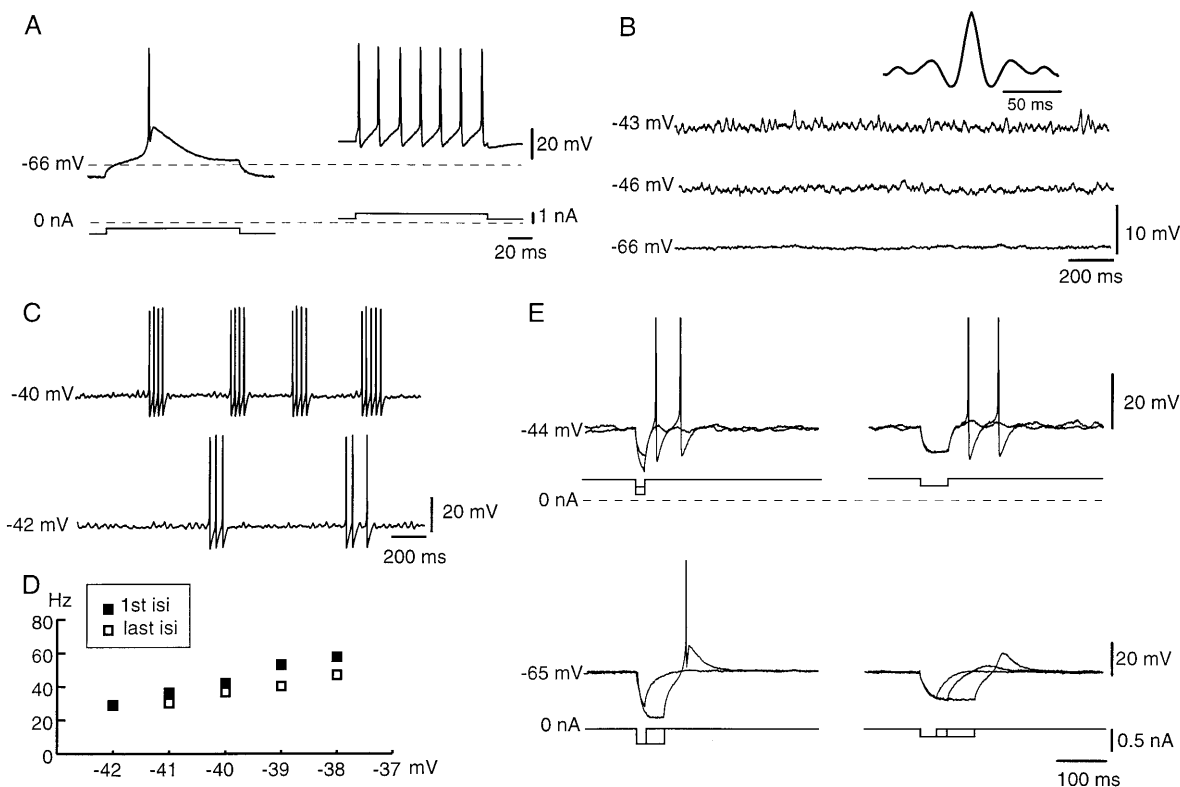 A
-66 mV
20 mV
0 nA
1 nA
20 ms
B
50 ms
-43 mV
-46 mV
-66 mV
10 mV
200 ms
C
-40 mV
-42 mV
20 mV
200 ms
D
Hz
1st isi
last isi
80
60
40
20
0
-42 -41 -40 -39 -38 -37 mV
E
-44 mV
20 mV
0 nA
-65 mV
20 mV
0 nA
0.5 nA
100 ms